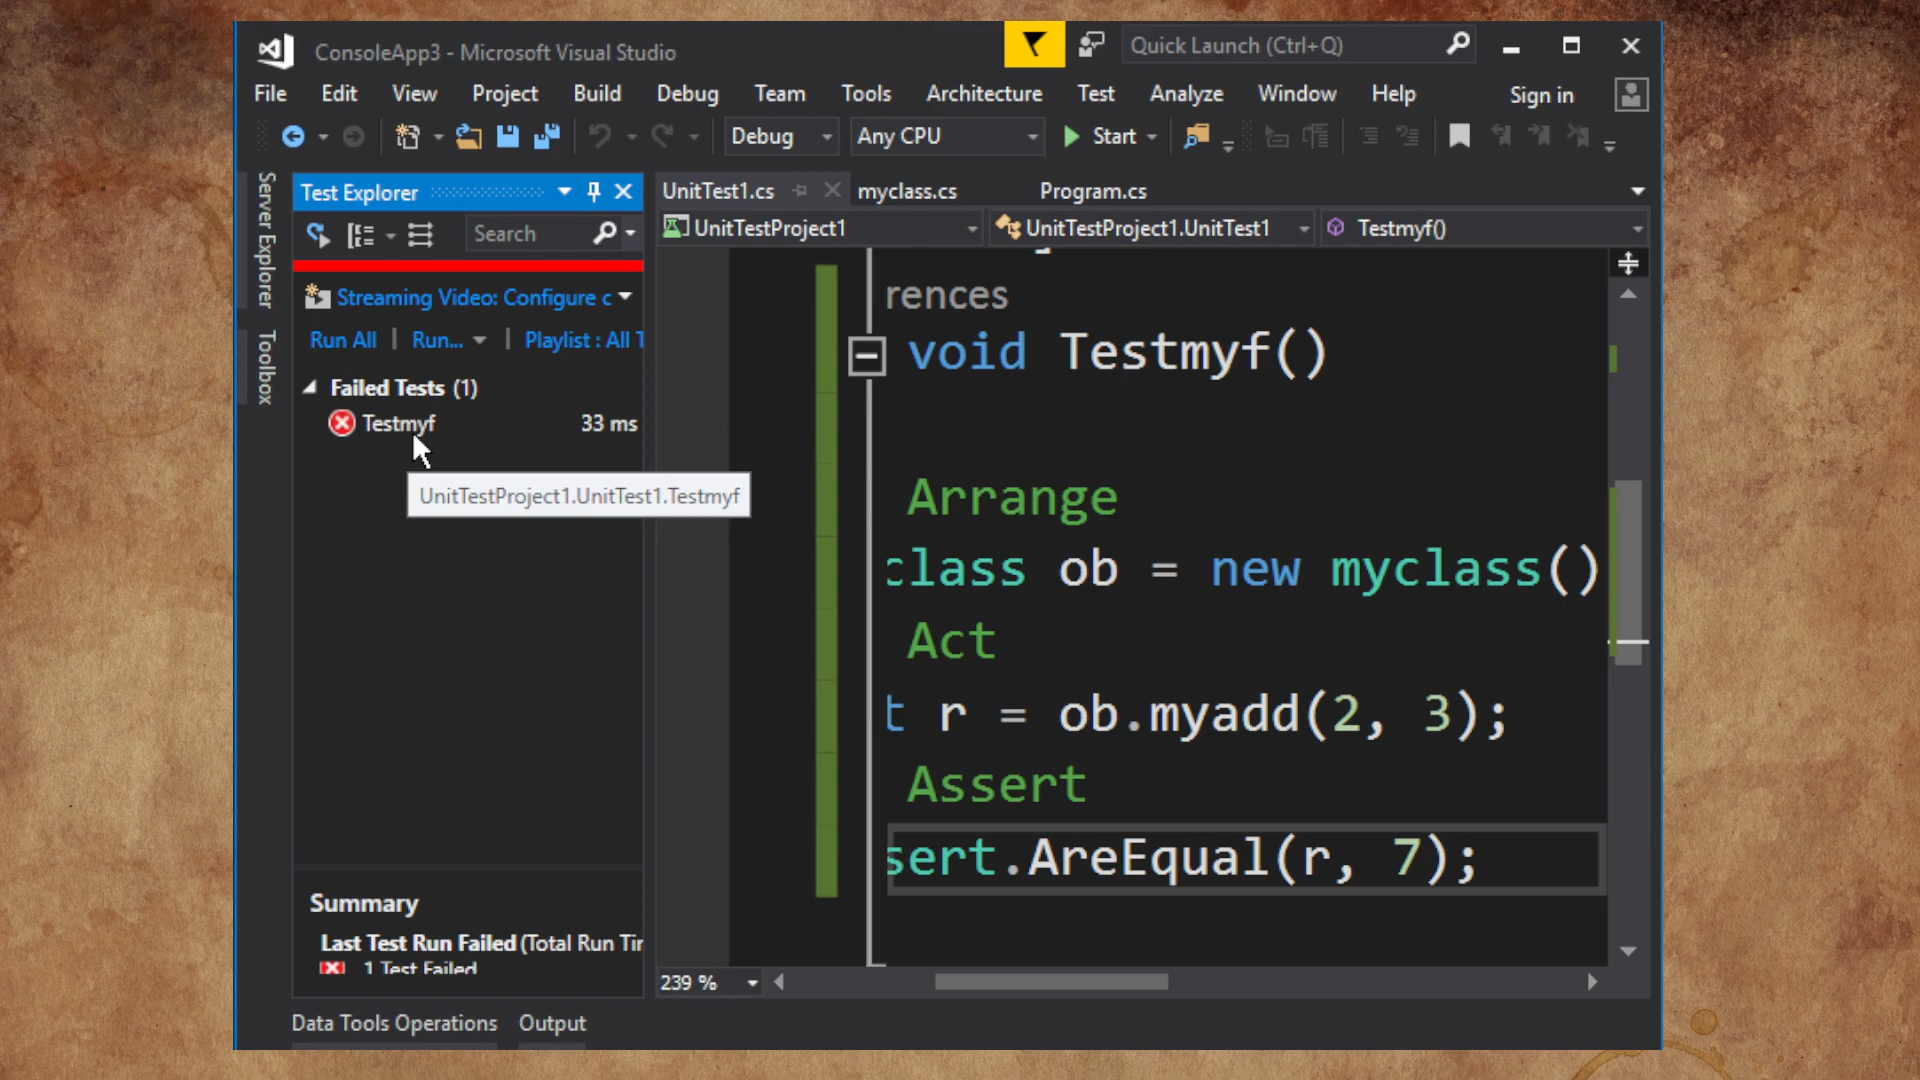 ConsoleApp3 - Microsoft Visual Studio
Quick Launch (Ctrl+Q)
File Edit View Project Build Debug Team Tools Architecture Test Analyze Window Help Sign in
Debug Any CPU Start
Server Explorer
Toolbox
Test Explorer
Search
Streaming Video: Configure c
Run All | Run... | Playlist : All T
Failed Tests (1)
Testmyf 33 ms
UnitTestProject1.UnitTest1.Testmyf
Summary
Last Test Run Failed (Total Run Tir
1 Test Failed
UnitTest1.cs myclass.cs Program.cs
UnitTestProject1 UnitTestProject1.UnitTest1 Testmyf()
rences
void Testmyf()
Arrange
class ob = new myclass()
Act
t r = ob.myadd(2, 3);
Assert
sert.AreEqual(r, 7);
239 %
Data Tools Operations Output